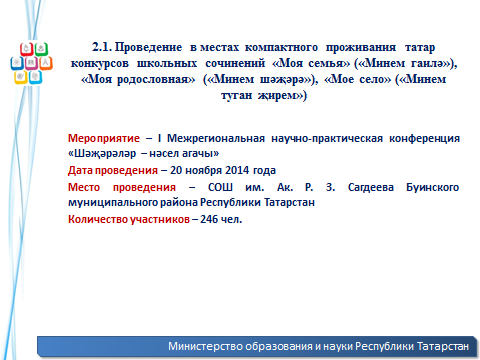 2.1. Проведение в местах компактного проживания татар
конкурсов школьных сочинений «Моя семья» («Минем гаилә»),
«Моя родословная» («Минем шәҗәрә»), «Мое село» («Минем
туган җирем»)
Мероприятие – I Межрегиональная научно-практическая конференция
«Шәҗәрәләр – нәсел агачы»
Дата проведения – 20 ноября 2014 года
Место проведения – СОШ им. Ак. Р. З. Сагдеева Буинского
муниципального района Республики Татарстан
Количество участников – 246 чел.
Министерство образования и науки Республики Татарстан